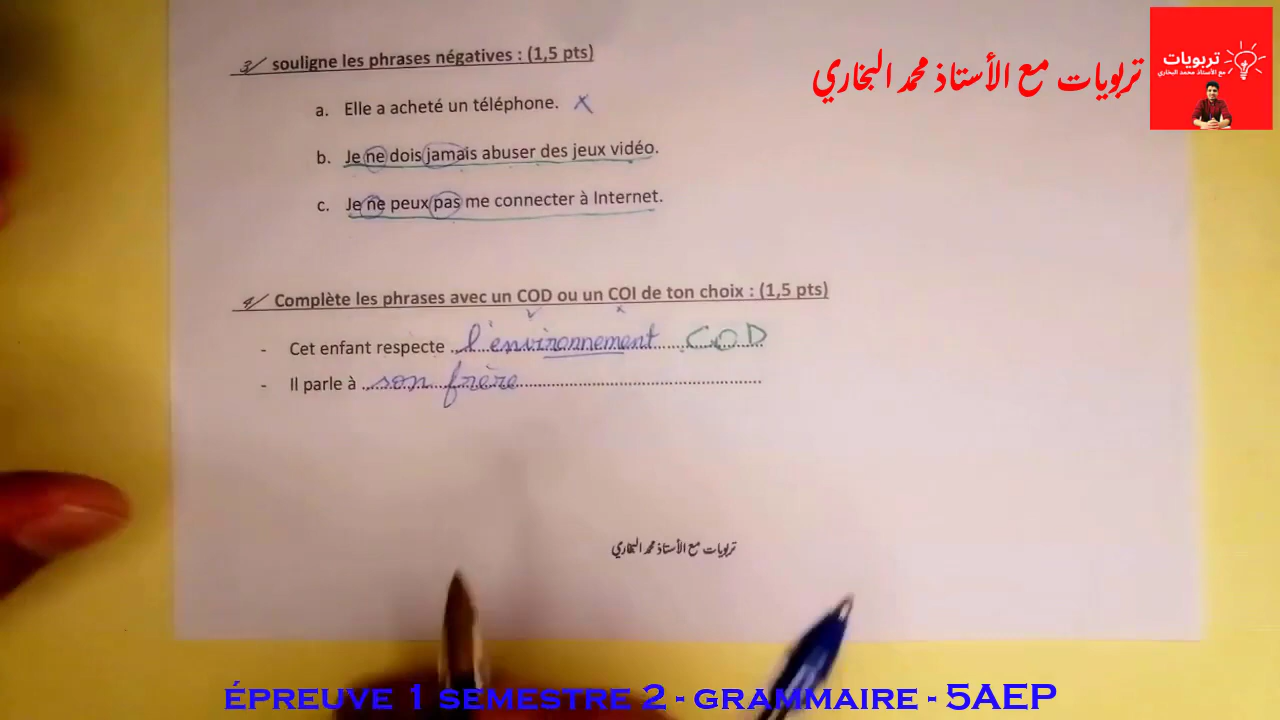 3/ souligne les phrases négatives : (1,5 pts)
تربويات مع الأستاذ محمد البخاري
تربويات
مع الأستاذ محمد البخاري
a. Elle a acheté un téléphone. x
b. Je ne dois jamais abuser des jeux vidéo.
c. Je ne peux pas me connecter à Internet.
4/ Complète les phrases avec un COD ou un COI de ton choix : (1,5 pts)
- Cet enfant respecte ...l'environnement......COD
- Il parle à ...son frère..............................
تربويات مع الأستاذ محمد البخاري
ÉPREUVE 1 SEMESTRE 2 - GRAMMAIRE - 5AEP